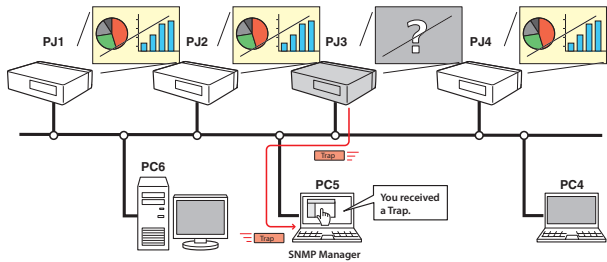 PJ1
PJ2
PJ3
?
PJ4
Trap
PC6
PC5
PC4
You received
a Trap.
Trap
SNMP Manager